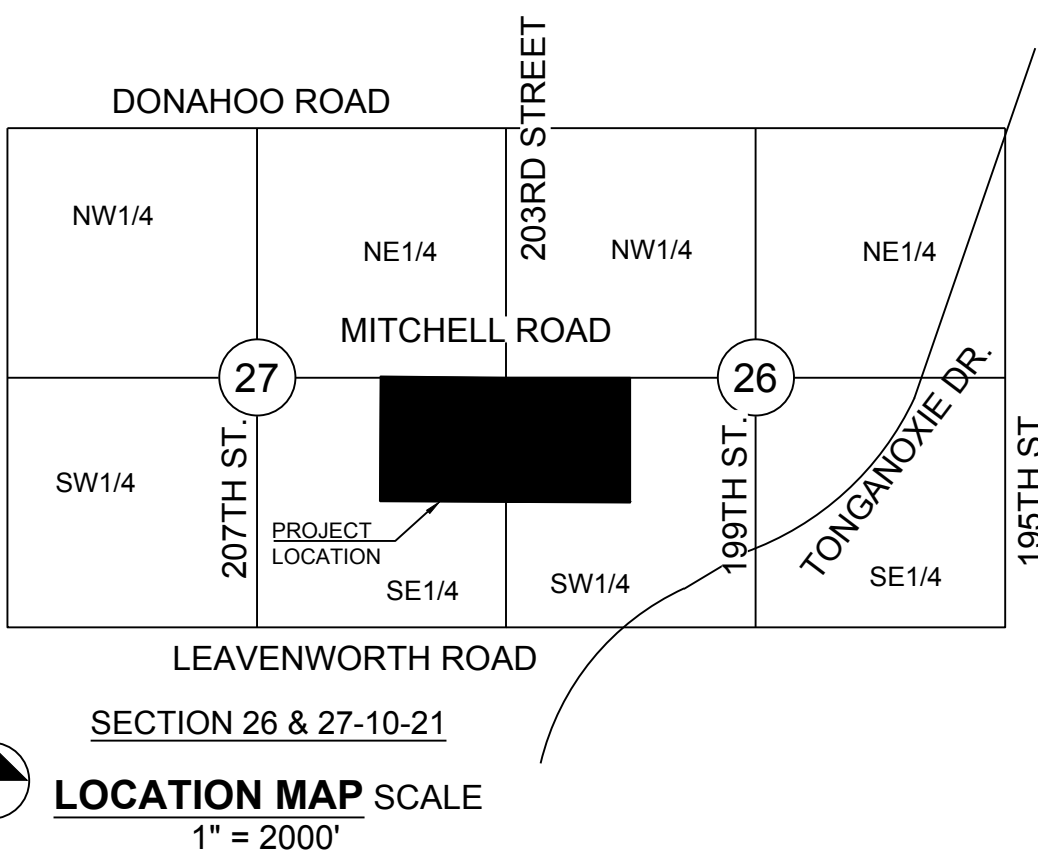 DONAHOO ROAD
203RD STREET
NW1/4
NE1/4
NW1/4
NE1/4
MITCHELL ROAD
27
26
TONGANOXIE DR.
207TH ST.
199TH ST.
195TH ST
SW1/4
PROJECT
LOCATION
SE1/4
SW1/4
SE1/4
LEAVENWORTH ROAD
SECTION 26 & 27-10-21
LOCATION MAP SCALE
1" = 2000'